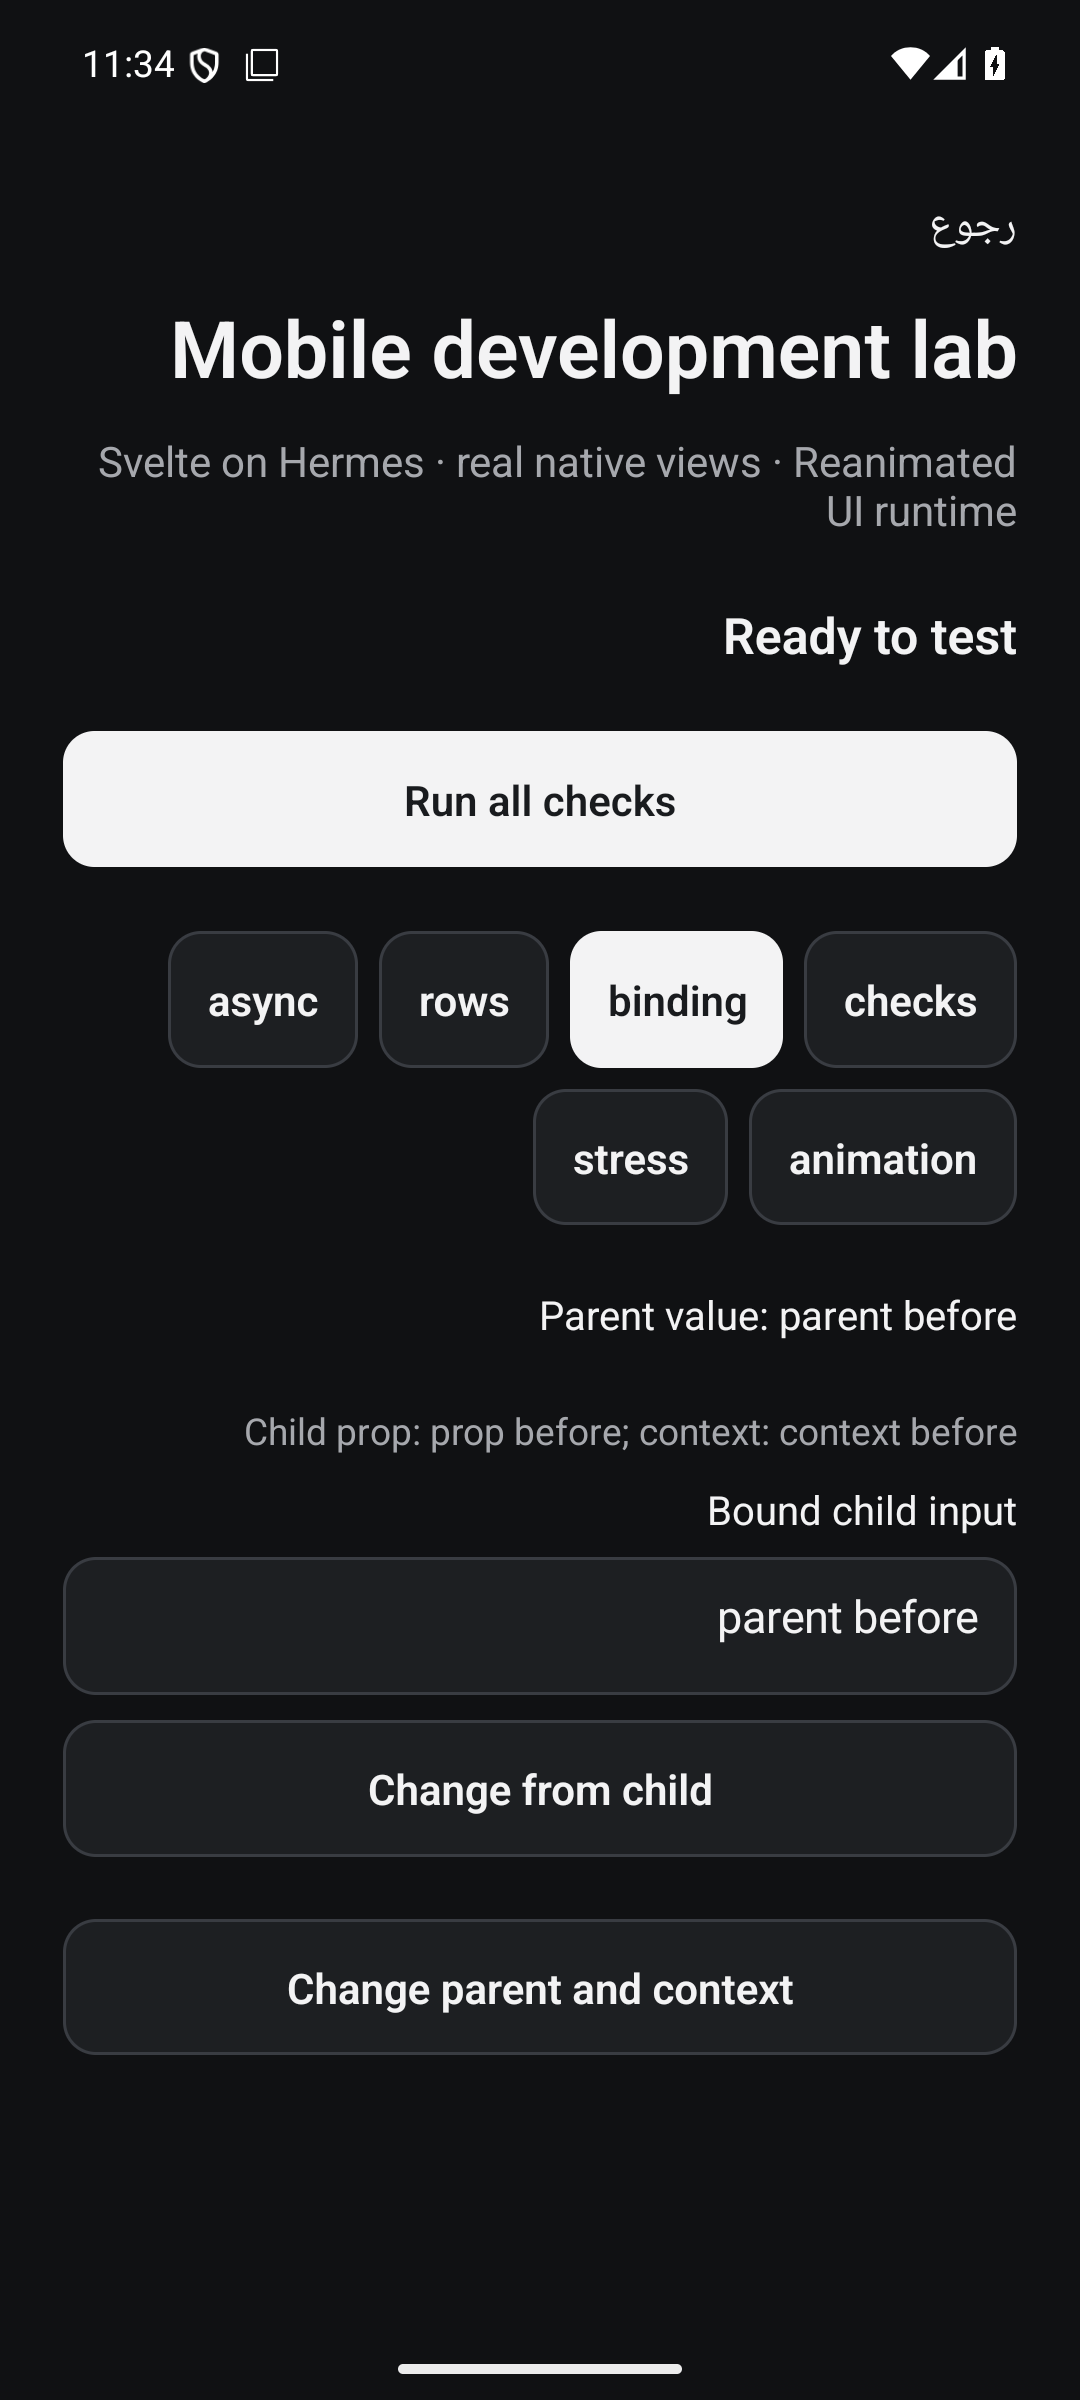 11:34
رجوع
Mobile development lab
Svelte on Hermes · real native views · Reanimated
UI runtime
Ready to test
Run all checks
checks
binding
rows
async
animation
stress
Parent value: parent before
Child prop: prop before; context: context before
Bound child input
parent before
Change from child
Change parent and context